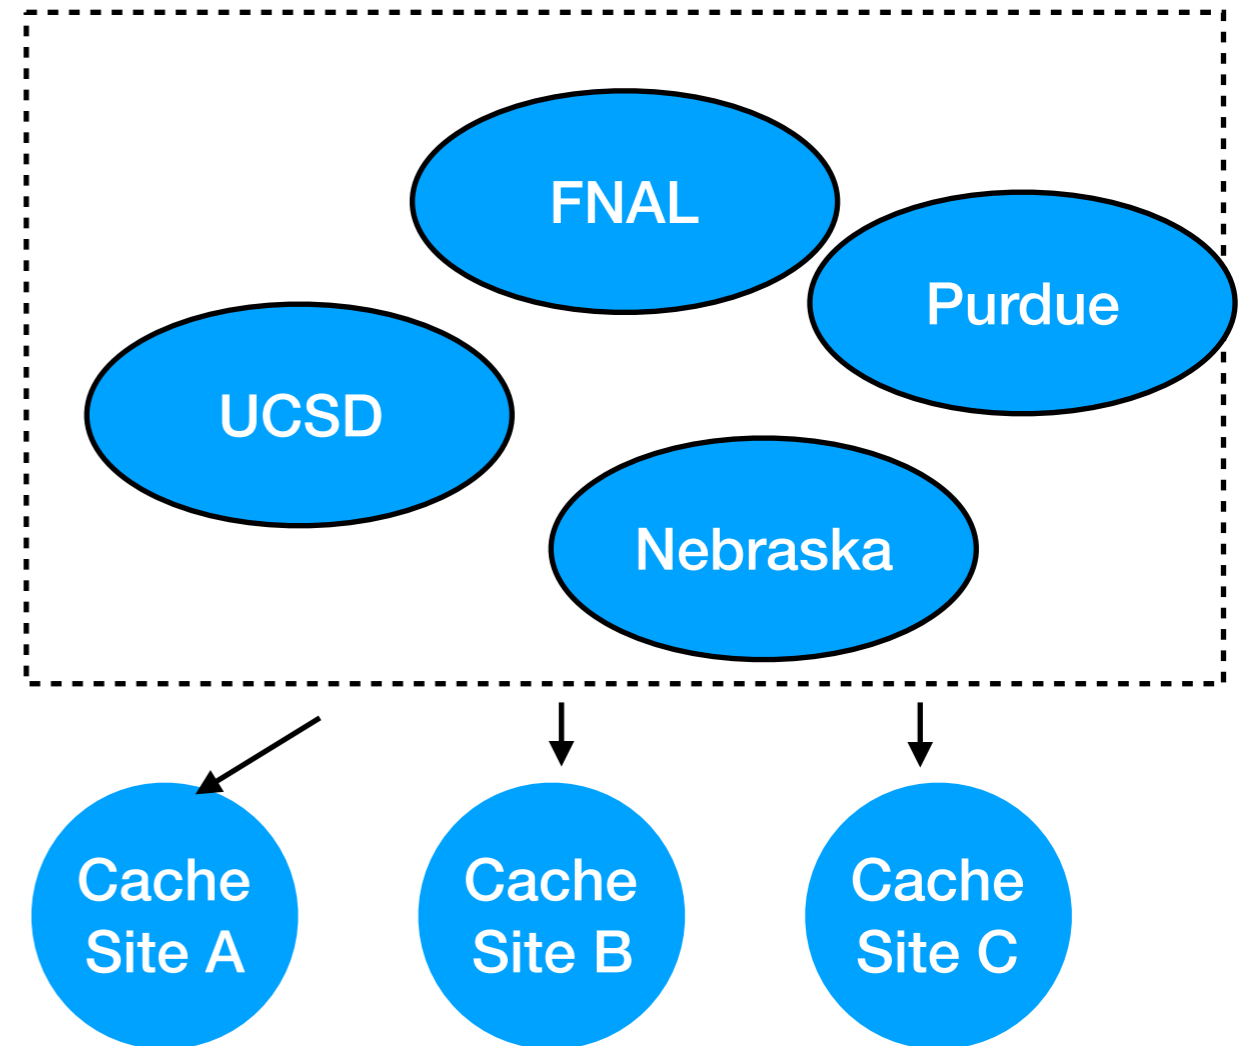 FNAL
Purdue
UCSD
Nebraska
Cache
Site A
Cache
Site B
Cache
Site C